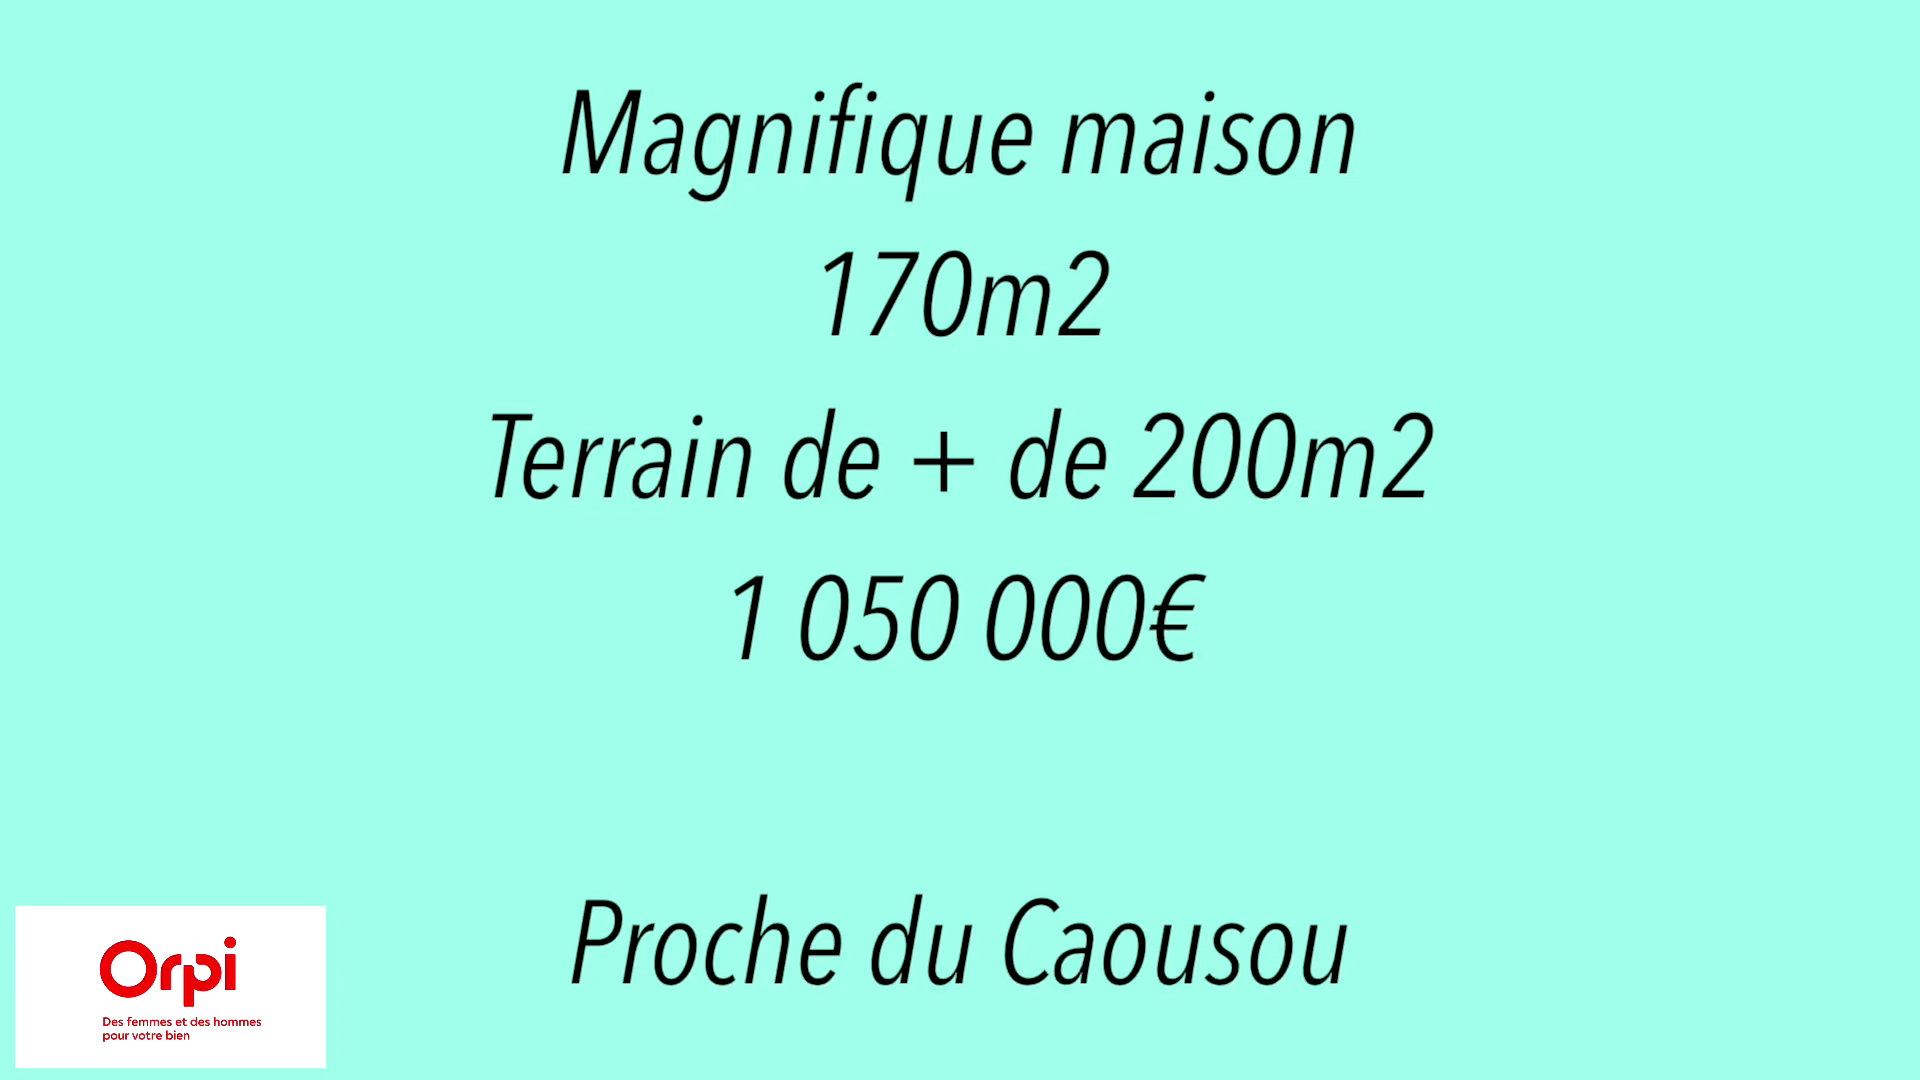 Magnifique maison
170m2
Terrain de + de 200m2
1 050 000€
Proche du Caousou
Orpi
Des femmes et des hommes
pour votre bien